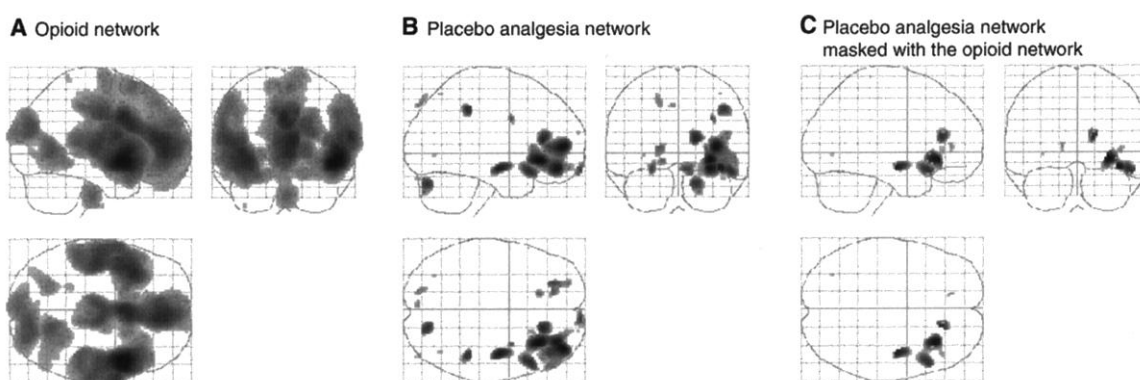 A Opioid network
B Placebo analgesia network
C Placebo analgesia network
masked with the opioid network